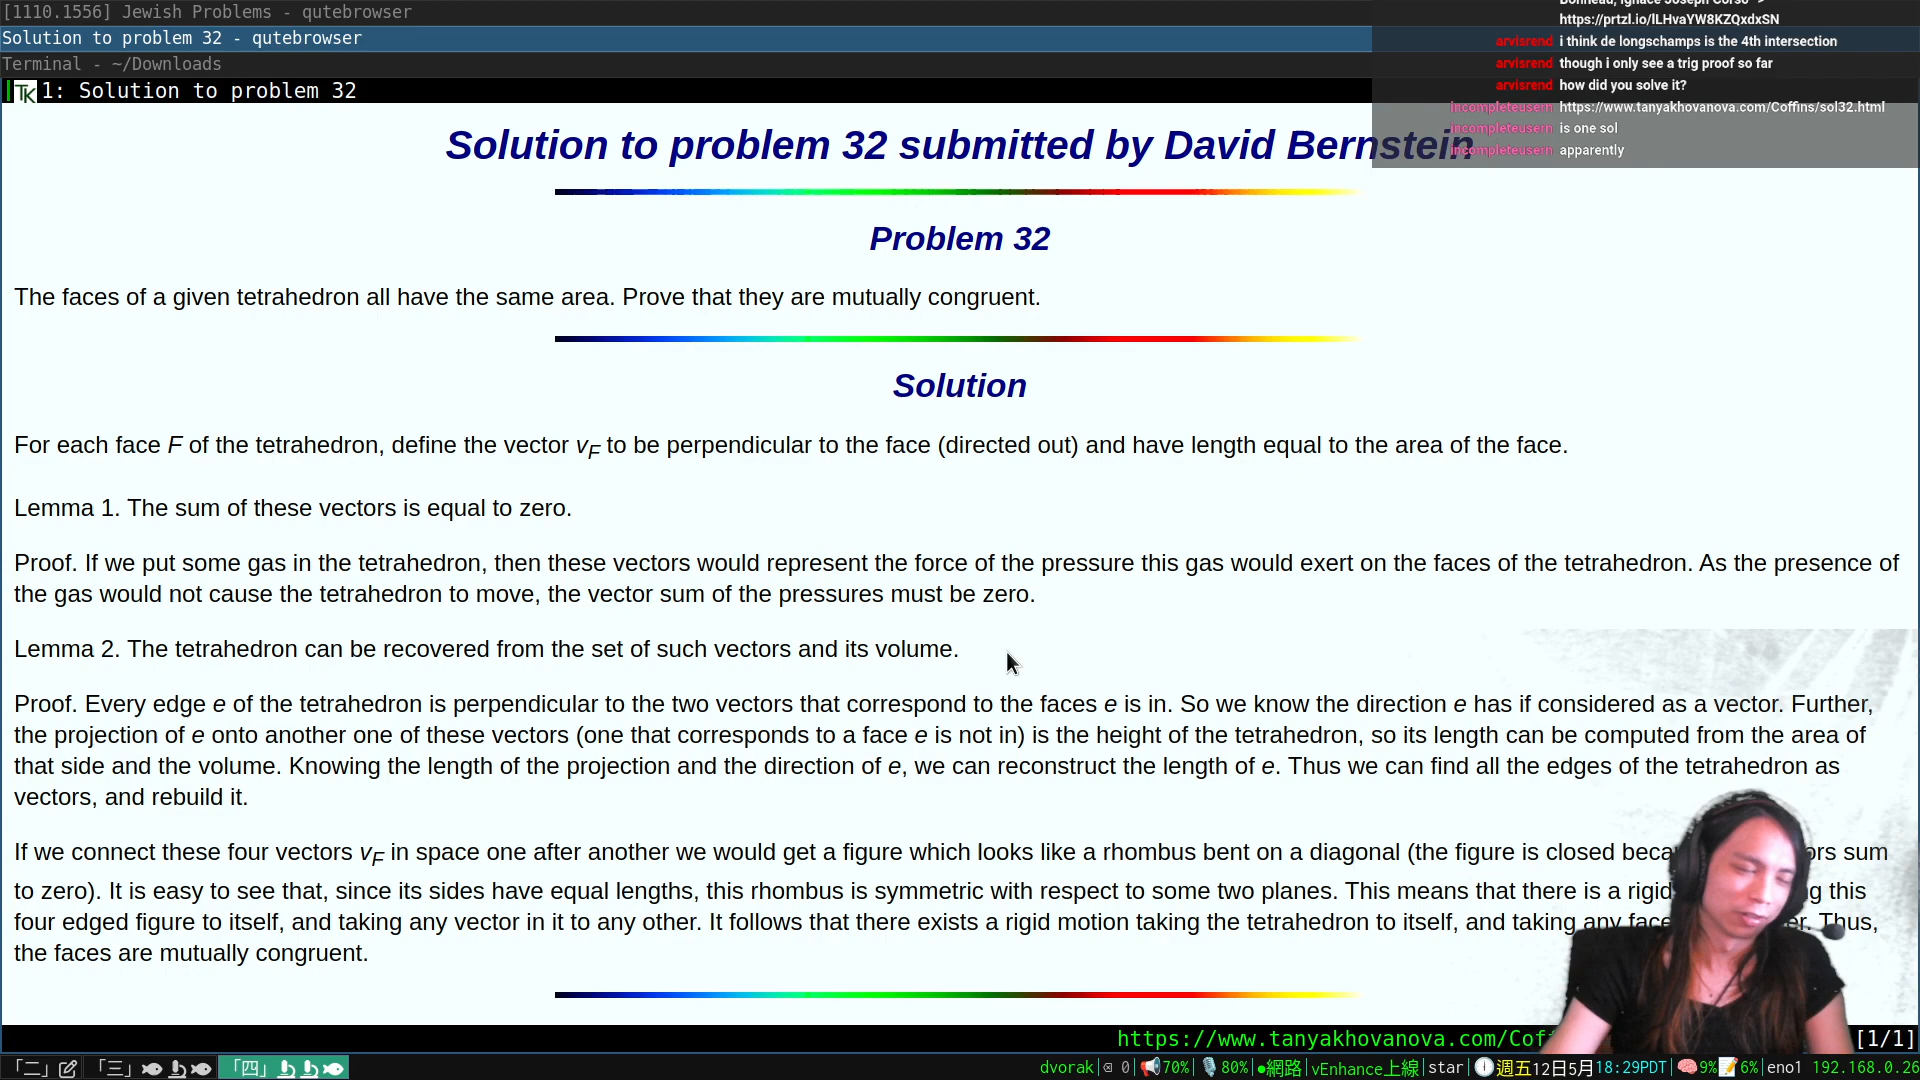 [1110.1556] Jewish Problems - qutebrowser
Solution to problem 32 - qutebrowser
Terminal - ~/Downloads
TK 1: Solution to problem 32
https://prtzl.io/lLHvaYW8KZQxdxSN
arvisrend i think de longschamps is the 4th intersection
arvisrend though i only see a trig proof so far
arvisrend how did you solve it?
incompleteusern https://www.tanyakhovanova.com/Coffins/sol32.html
incompleteusern is one sol
incompleteusern apparently
Solution to problem 32 submitted by David Bernstein
Problem 32
The faces of a given tetrahedron all have the same area. Prove that they are mutually congruent.
Solution
For each face F of the tetrahedron, define the vector vF to be perpendicular to the face (directed out) and have length equal to the area of the face.
Lemma 1. The sum of these vectors is equal to zero.
Proof. If we put some gas in the tetrahedron, then these vectors would represent the force of the pressure this gas would exert on the faces of the tetrahedron. As the presence of
the gas would not cause the tetrahedron to move, the vector sum of the pressures must be zero.
Lemma 2. The tetrahedron can be recovered from the set of such vectors and its volume.
Proof. Every edge e of the tetrahedron is perpendicular to the two vectors that correspond to the faces e is in. So we know the direction e has if considered as a vector. Further,
the projection of e onto another one of these vectors (one that corresponds to a face e is not in) is the height of the tetrahedron, so its length can be computed from the area of
that side and the volume. Knowing the length of the projection and the direction of e, we can reconstruct the length of e. Thus we can find all the edges of the tetrahedron as
vectors, and rebuild it.
If we connect these four vectors vF in space one after another we would get a figure which looks like a rhombus bent on a diagonal (the figure is closed sum
to zero). It is easy to see that, since its sides have equal lengths, this rhombus is symmetric with respect to some two planes. This means that there is a rigid this
four edged figure to itself, and taking any vector in it to any other. It follows that there exists a rigid motion taking the tetrahedron to itself, and taking any face Thus,
the faces are mutually congruent.
https://www.tanyakhovanova.com/Cof [1/1]
「二」 「三」 「四」 dvorak 0 70% 80% 網路 vEnhance上線 star 週五12日5月18:29PDT 9% 6% eno1 192.168.0.26